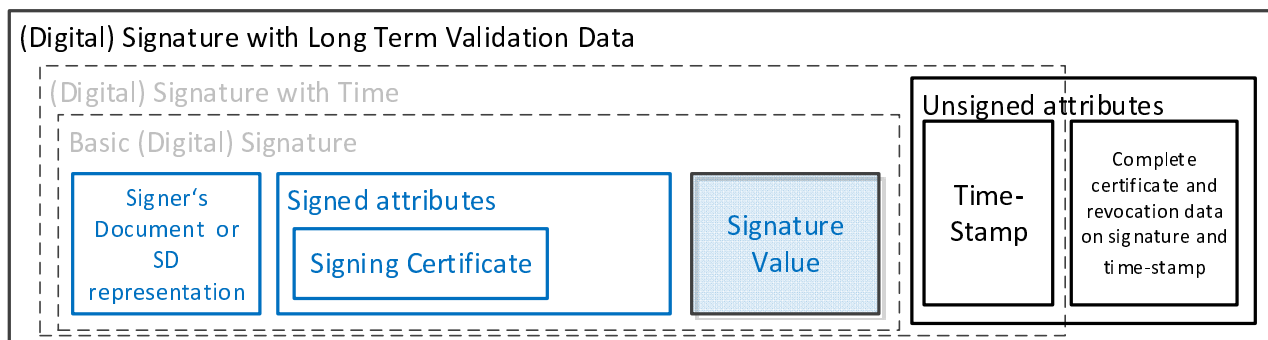 (Digital) Signature with Long Term Validation Data
(Digital) Signature with Time
Basic (Digital) Signature
Signer‘s
Document or
SD
representation
Signed attributes
Signing Certificate
Signature
Value
Unsigned attributes
Time-
Stamp
Complete
certificate and
revocation data
on signature and
time-stamp